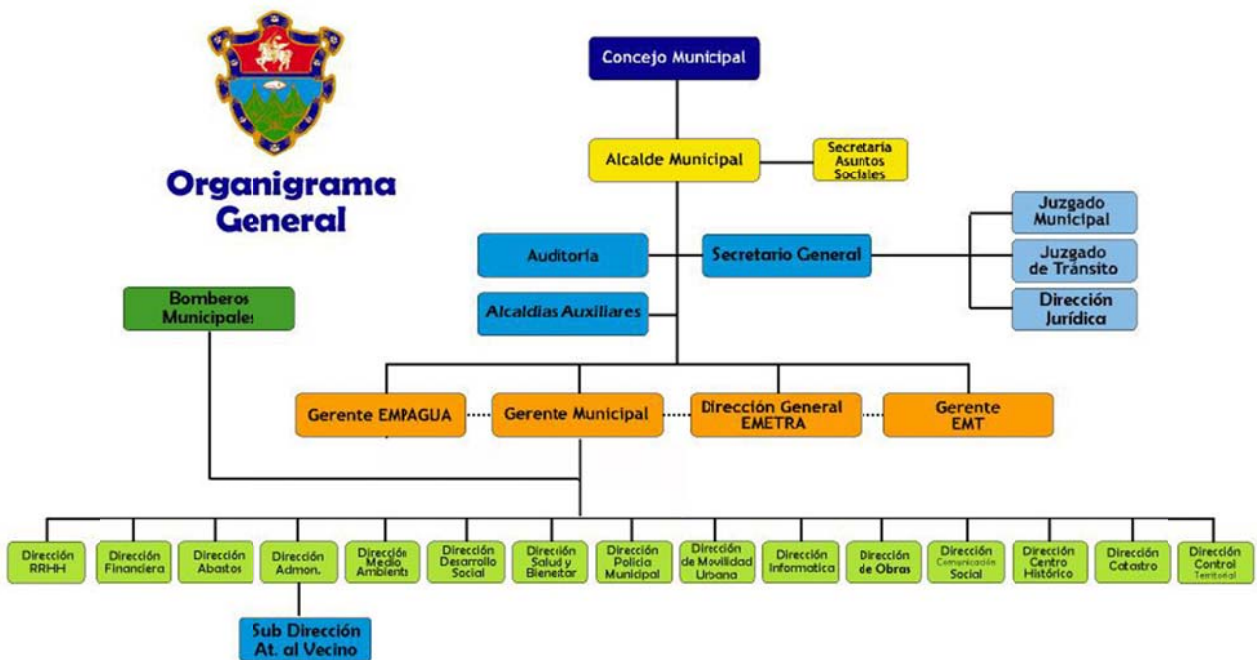 Organigrama
General
Concejo Municipal
Alcalde Municipal
Secretaria
Asuntos
Sociales
Auditoría
Secretario General
Juzgado
Municipal
Juzgado
de Tránsito
Dirección
Jurídica
Alcaldias Auxiliares
Bomberos
Municipales
Gerente EMPAGUA
Gerente Municipal
Dirección General
EMETRA
Gerente
EMT
Dirección
RRHH
Dirección
Financiera
Dirección
Abastos
Dirección
Admon.
Dirección
Medio
Ambiente
Dirección
Desarrollo
Social
Dirección
Salud y
Bienestar
Dirección
Policia
Municipal
Dirección
de Movilidad
Urbana
Dirección
Informatica
Dirección
de Obras
Dirección
Comunicación
Social
Dirección
Centro
Histórico
Dirección
Catastro
Dirección
Control
Territorial
Sub Dirección
At. al Vecino